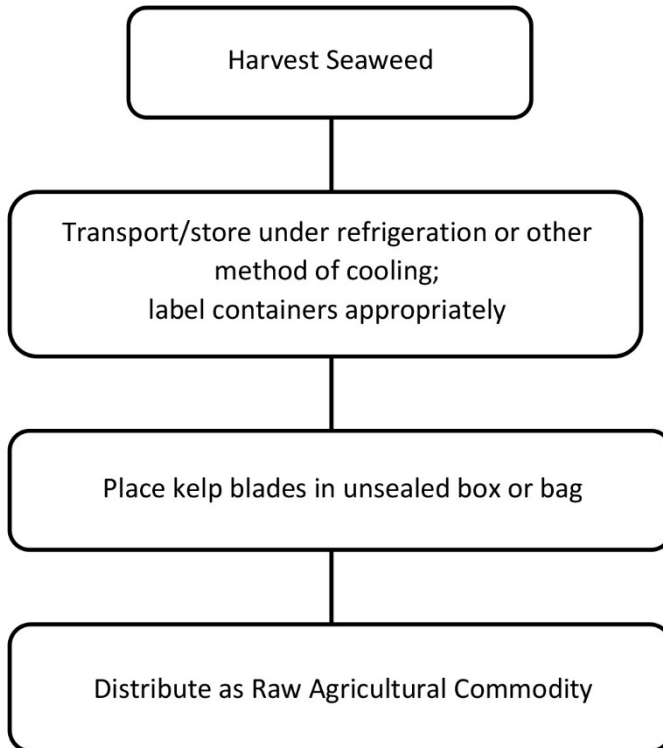 Harvest Seaweed
Transport/store under refrigeration or other
method of cooling;
label containers appropriately
Place kelp blades in unsealed box or bag
Distribute as Raw Agricultural Commodity